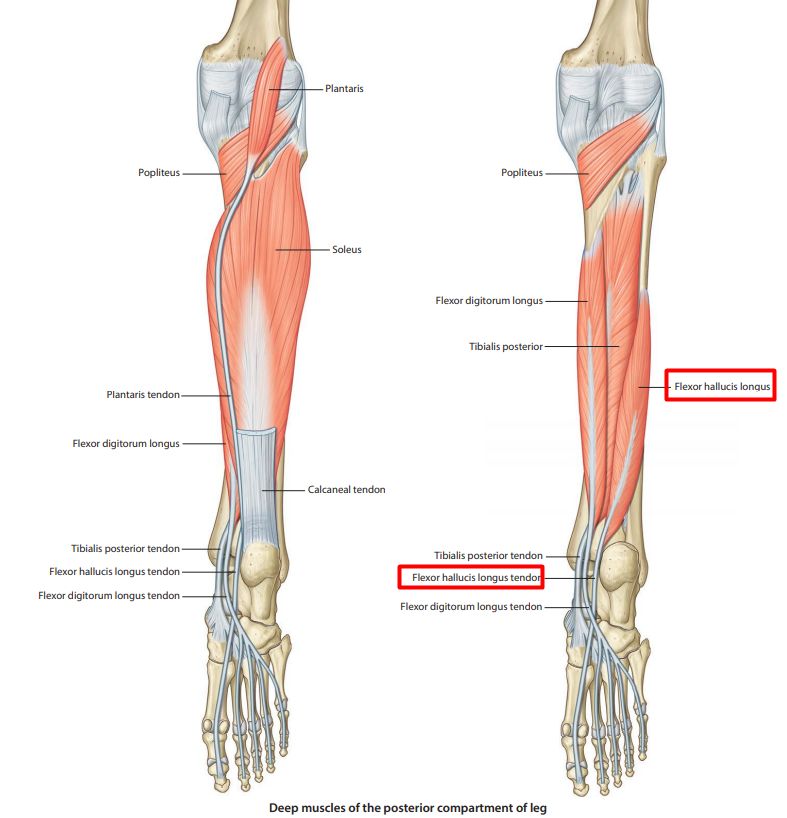 Plantaris
Popliteus
Soleus
Plantaris tendon
Flexor digitorum longus
Calcaneal tendon
Tibialis posterior tendon
Flexor hallucis longus tendon
Flexor digitorum longus tendon
Popliteus
Flexor digitorum longus
Tibialis posterior
Flexor hallucis longus
Tibialis posterior tendon
Flexor hallucis longus tendon
Flexor digitorum longus tendon
Deep muscles of the posterior compartment of leg